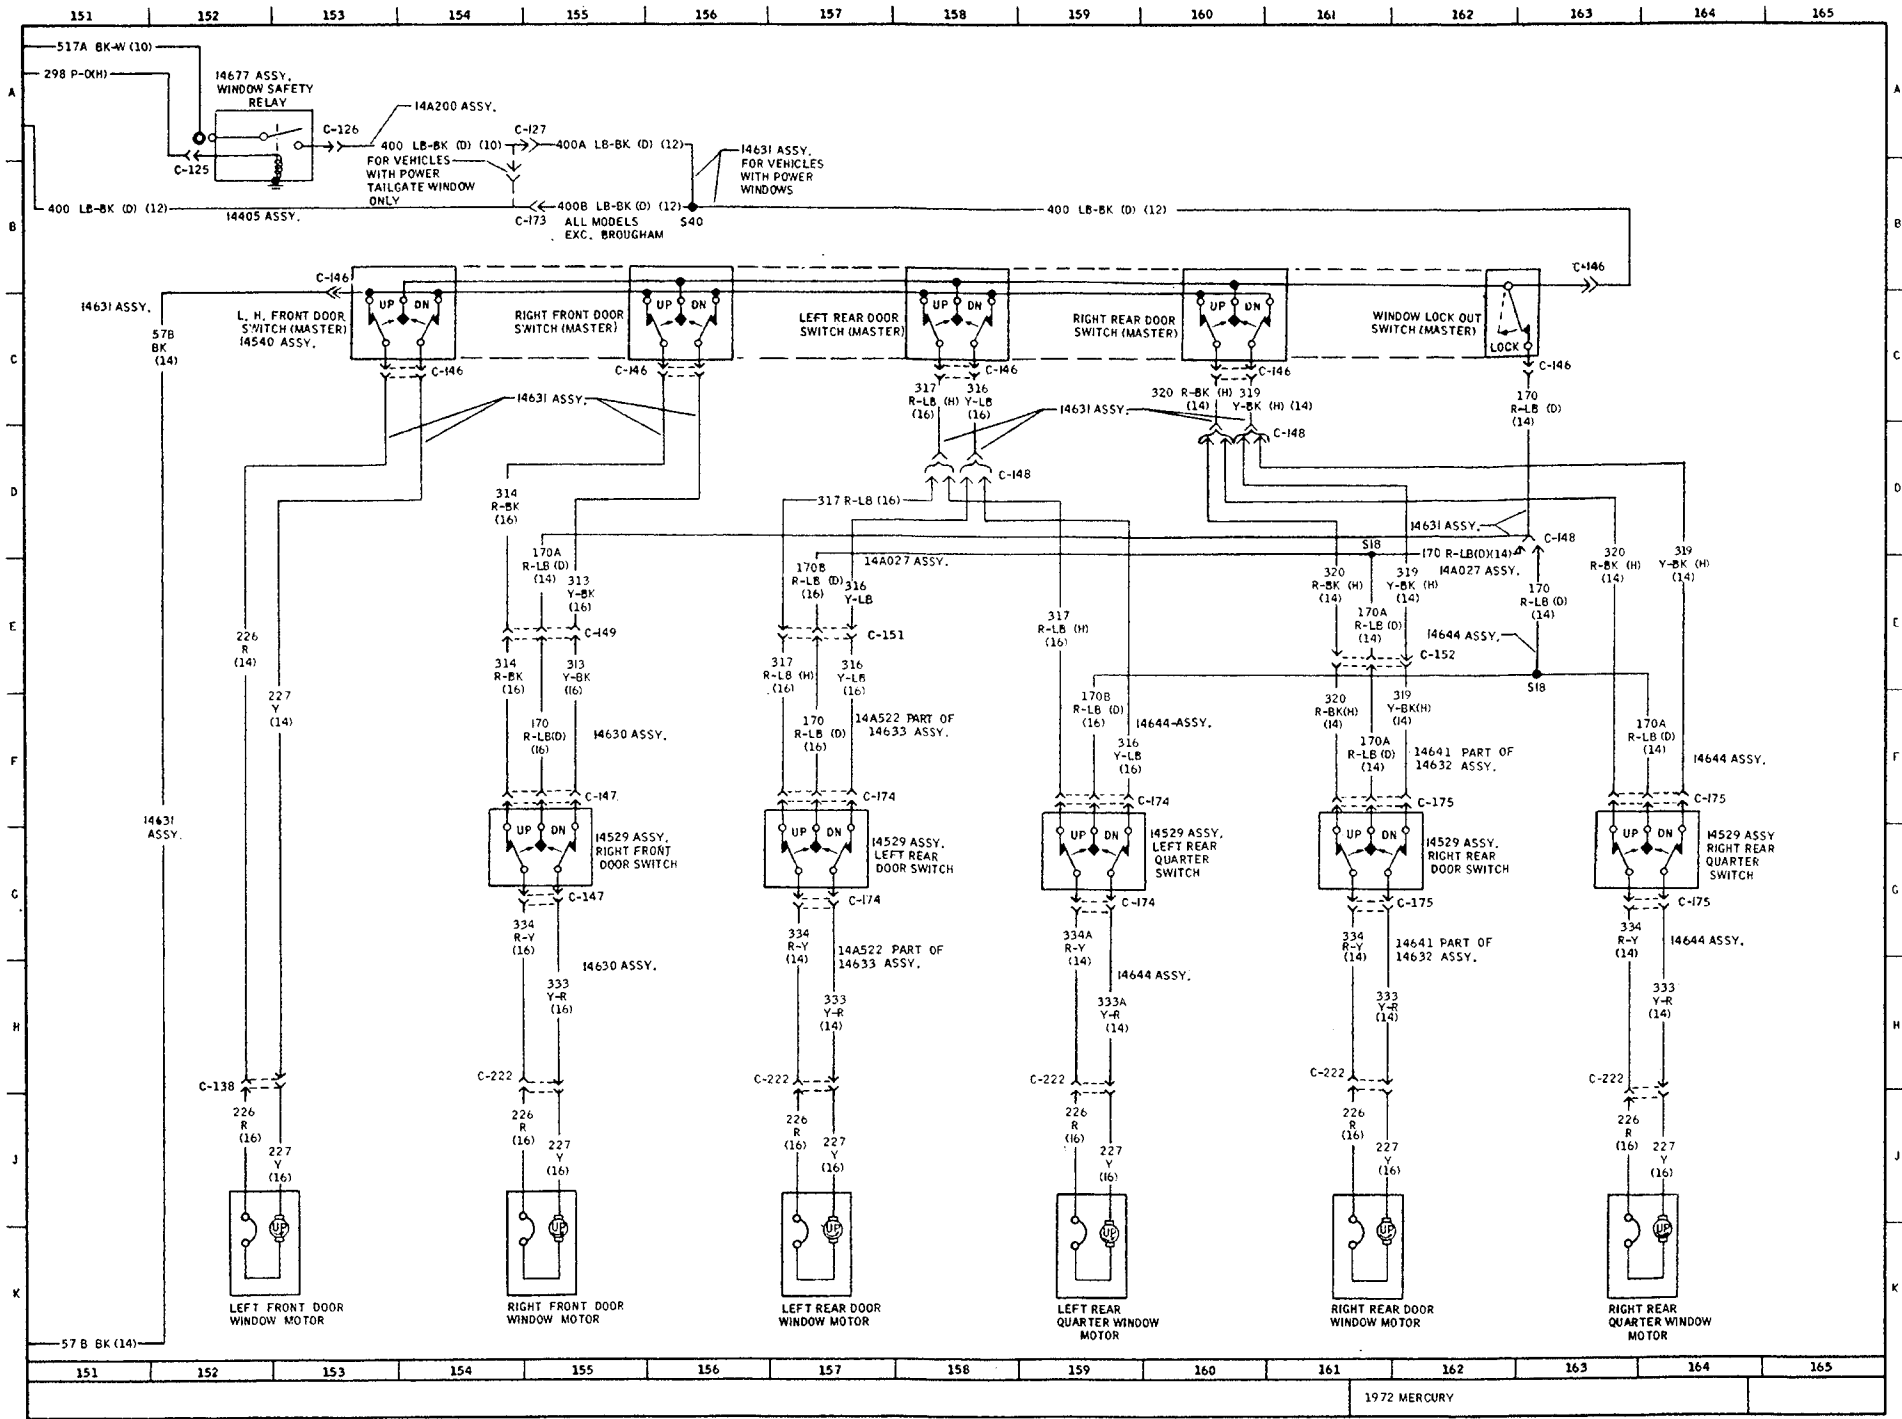 151 152 153 154 155 156 157 158 159 160 161 162 163 164 165
517A BK-W (10)
298 P-O(H)
14677 ASSY.
WINDOW SAFETY
RELAY
14A200 ASSY.
C-126
C-127
400 LB-BK (D) (10)
400A LB-BK (D) (12)
C-125
FOR VEHICLES
WITH POWER
TAILGATE WINDOW
ONLY
14631 ASSY.
FOR VEHICLES
WITH POWER
WINDOWS
400 LB-BK (D) (12)
14405 ASSY.
C-173
400B LB-BK (D) (12)
ALL MODELS
EXC. BROUGHAM
S40
400 LB-BK (D) (12)
A
B
C
D
E
F
G
H
J
K
A
B
C
D
E
F
G
H
J
K
C-146
C-146
14631 ASSY.
57B
BK
(14)
L. H. FRONT DOOR
SWITCH (MASTER)
14540 ASSY.
UP DN
RIGHT FRONT DOOR
SWITCH (MASTER)
UP DN
LEFT REAR DOOR
SWITCH (MASTER)
UP DN
RIGHT REAR DOOR
SWITCH (MASTER)
UP DN
WINDOW LOCK OUT
SWITCH (MASTER)
LOCK
C-146
C-146
C-146
C-146
C-146
14631 ASSY.
317
R-LB (H)
(16)
316
Y-LB
(16)
14631 ASSY.
320 R-BK (H)
(14)
319
Y-BK (H) (14)
170
R-LB (D)
(14)
C-148
C-148
314
R-BK
(16)
317 R-LB (16)
14631 ASSY.
C-148
170A
R-LB (D)
(14)
313
Y-BK
(16)
170B
R-LB (D)
(16)
316
Y-LB
14A027 ASSY.
S18
170 R-LB(D)(14)
14A027 ASSY.
320
R-BK (H)
(14)
319
Y-BK (H)
(14)
170
R-LB (D)
(14)
320
R-BK (H)
(14)
319
Y-BK (H)
(14)
226
R
(14)
C-149
C-151
317
R-LB (H)
(16)
170A
R-LB (D)
(14)
14644 ASSY.
C-152
S18
314
R-BK
(16)
313
Y-BK
(16)
317
R-LB (H)
(16)
316
Y-LB
(16)
227
Y
(14)
170
R-LB(D)
(16)
14630 ASSY.
170
R-LB (D)
(16)
14A522 PART OF
14633 ASSY.
170B
R-LB (D)
(16)
14644-ASSY.
316
Y-LB
(16)
320
R-BK(H)
(14)
319
Y-BK(H)
(14)
170A
R-LB (D)
(14)
14641 PART OF
14632 ASSY.
170A
R-LB (D)
(14)
14644 ASSY.
14631
ASSY.
C-147
C-174
C-174
C-175
C-175
UP DN
14529 ASSY.
RIGHT FRONT
DOOR SWITCH
UP DN
14529 ASSY.
LEFT REAR
DOOR SWITCH
UP DN
14529 ASSY.
LEFT REAR
QUARTER
SWITCH
UP DN
14529 ASSY.
RIGHT REAR
DOOR SWITCH
UP DN
14529 ASSY
RIGHT REAR
QUARTER
SWITCH
C-147
C-174
C-174
C-175
C-175
334
R-Y
(16)
14630 ASSY.
333
Y-R
(16)
334
R-Y
(14)
14A522 PART OF
14633 ASSY.
333
Y-R
(14)
334A
R-Y
(14)
14644 ASSY.
333A
Y-R
(14)
334
R-Y
(14)
14641 PART OF
14632 ASSY.
333
Y-R
(14)
334
R-Y
(14)
14644 ASSY.
333
Y-R
(14)
C-138
C-222
C-222
C-222
C-222
C-222
226
R
(16)
227
Y
(16)
226
R
(16)
227
Y
(16)
226
R
(16)
227
Y
(16)
226
R
(16)
227
Y
(16)
226
R
(16)
227
Y
(16)
226
R
(16)
227
Y
(16)
UP
UP
UP
UP
UP
UP
LEFT FRONT DOOR
WINDOW MOTOR
RIGHT FRONT DOOR
WINDOW MOTOR
LEFT REAR DOOR
WINDOW MOTOR
LEFT REAR
QUARTER WINDOW
MOTOR
RIGHT REAR DOOR
WINDOW MOTOR
RIGHT REAR
QUARTER WINDOW
MOTOR
57 B BK (14)
151 152 153 154 155 156 157 158 159 160 161 162 163 164 165
1972 MERCURY